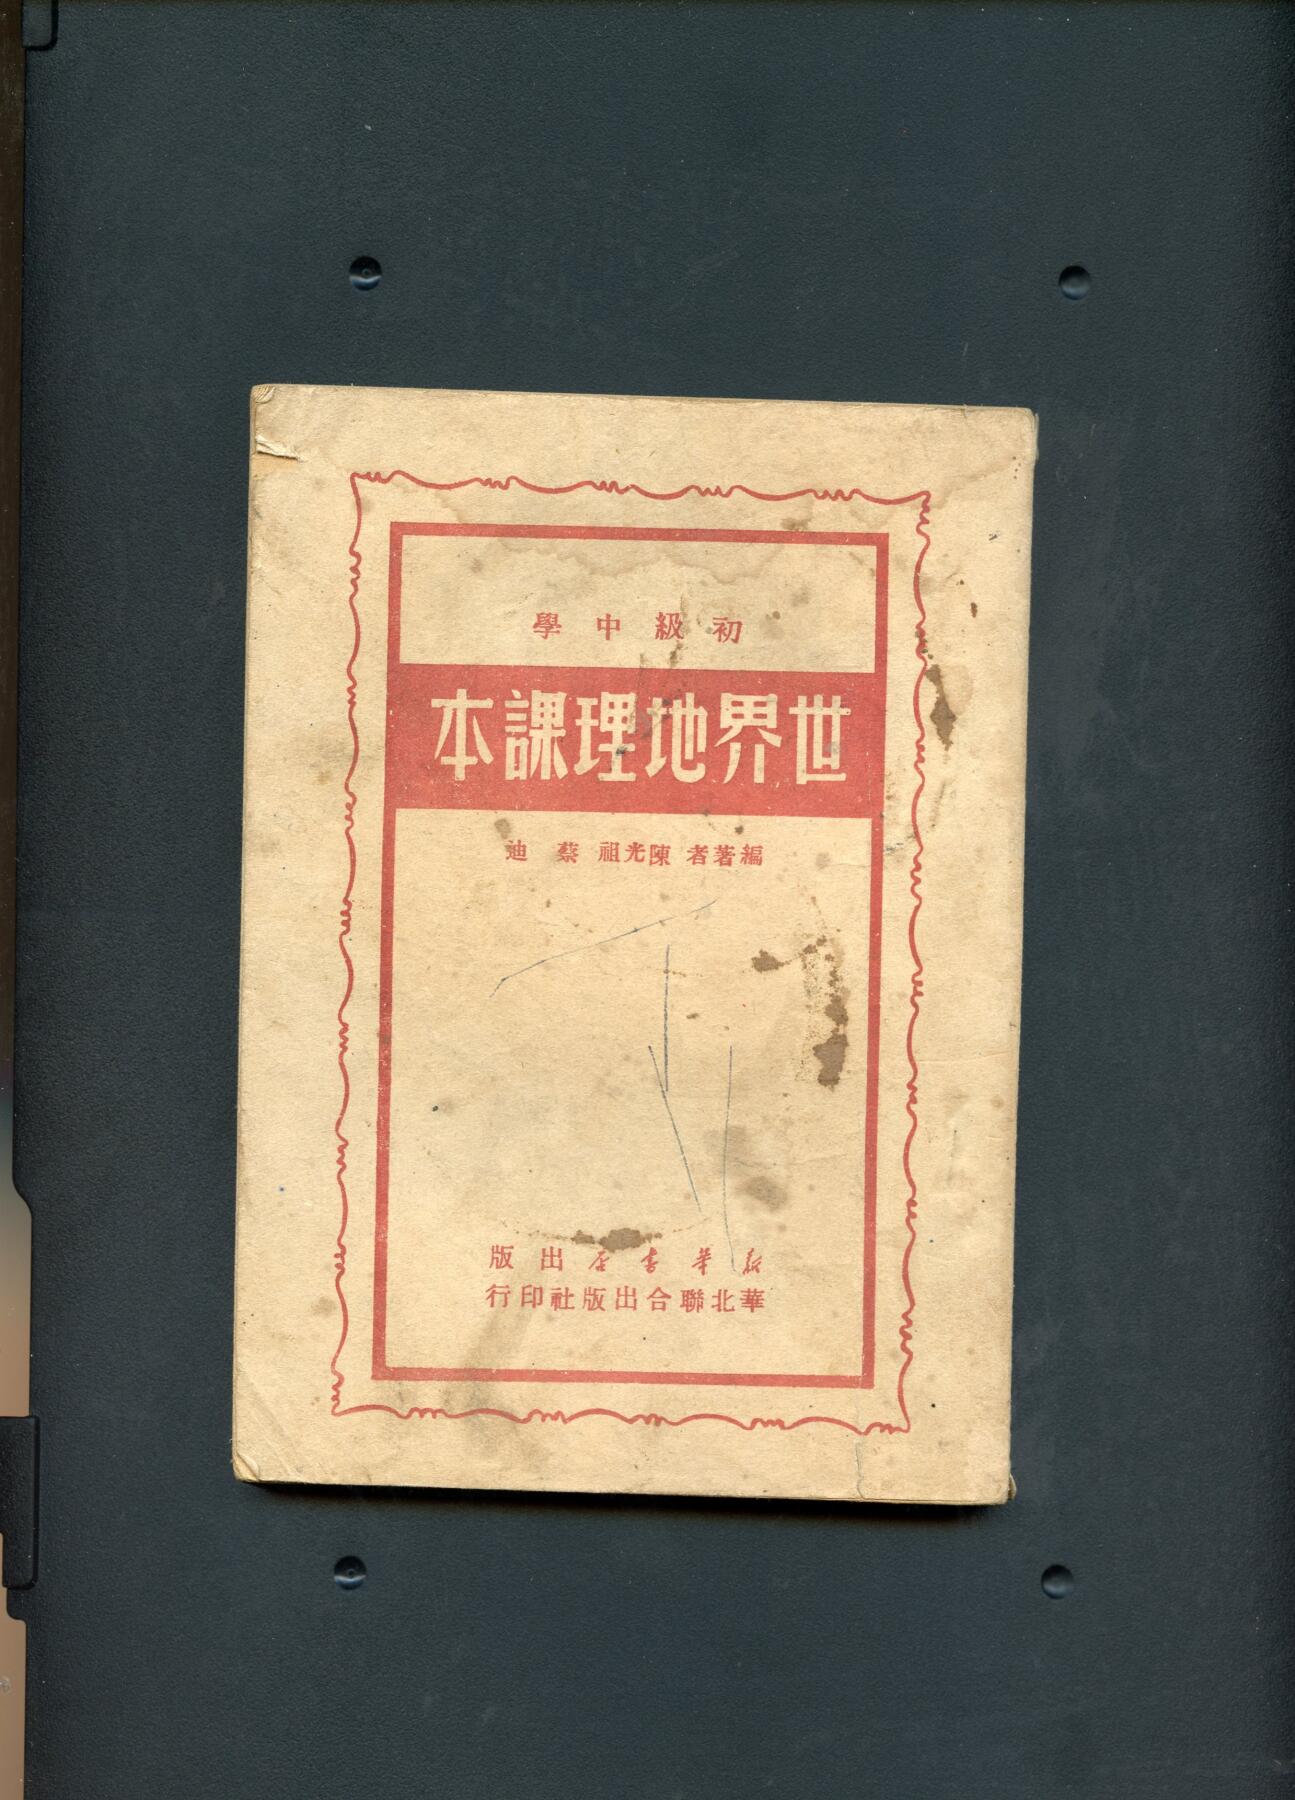 初級中學
世界地理課本
編著者 陳光祖 蔡迪
新華書店出版
華北聯合出版社印行